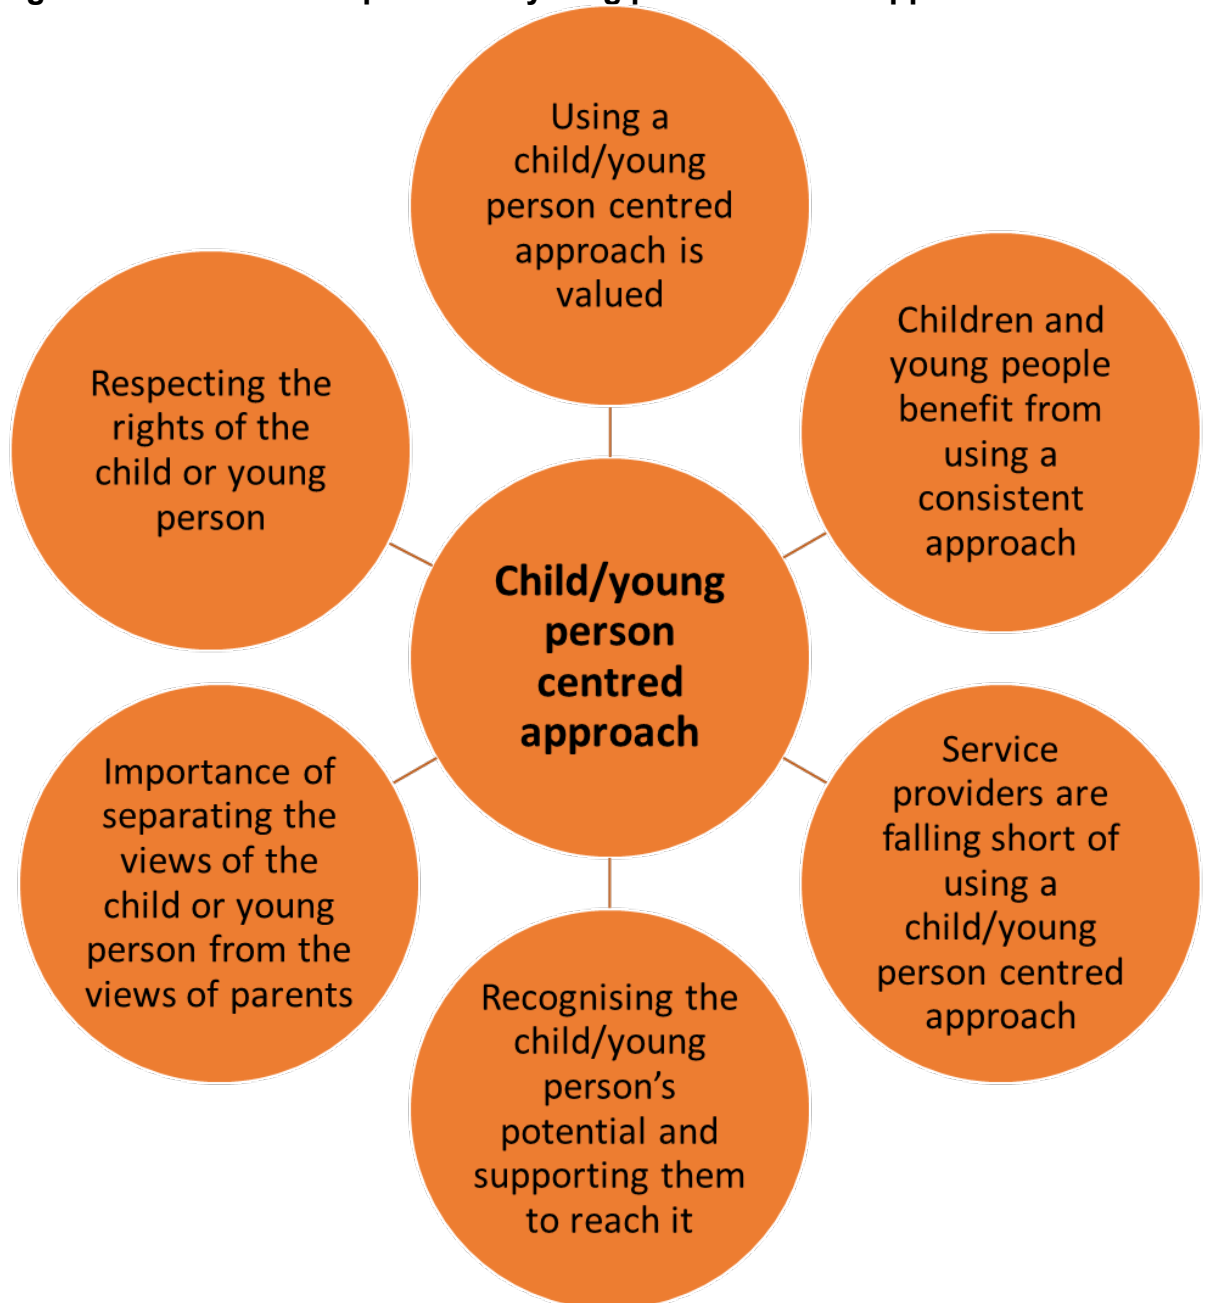 Using a
child/young
person centred
approach is
valued
Children and
young people
benefit from
using a
consistent
approach
Respecting the
rights of the
child or young
person
Child/young
person
centred
approach
Service
providers are
falling short of
using a
child/young
person centred
approach
Importance of
separating the
views of the
child or young
person from the
views of parents
Recognising the
child/young
person’s
potential and
supporting them
to reach it